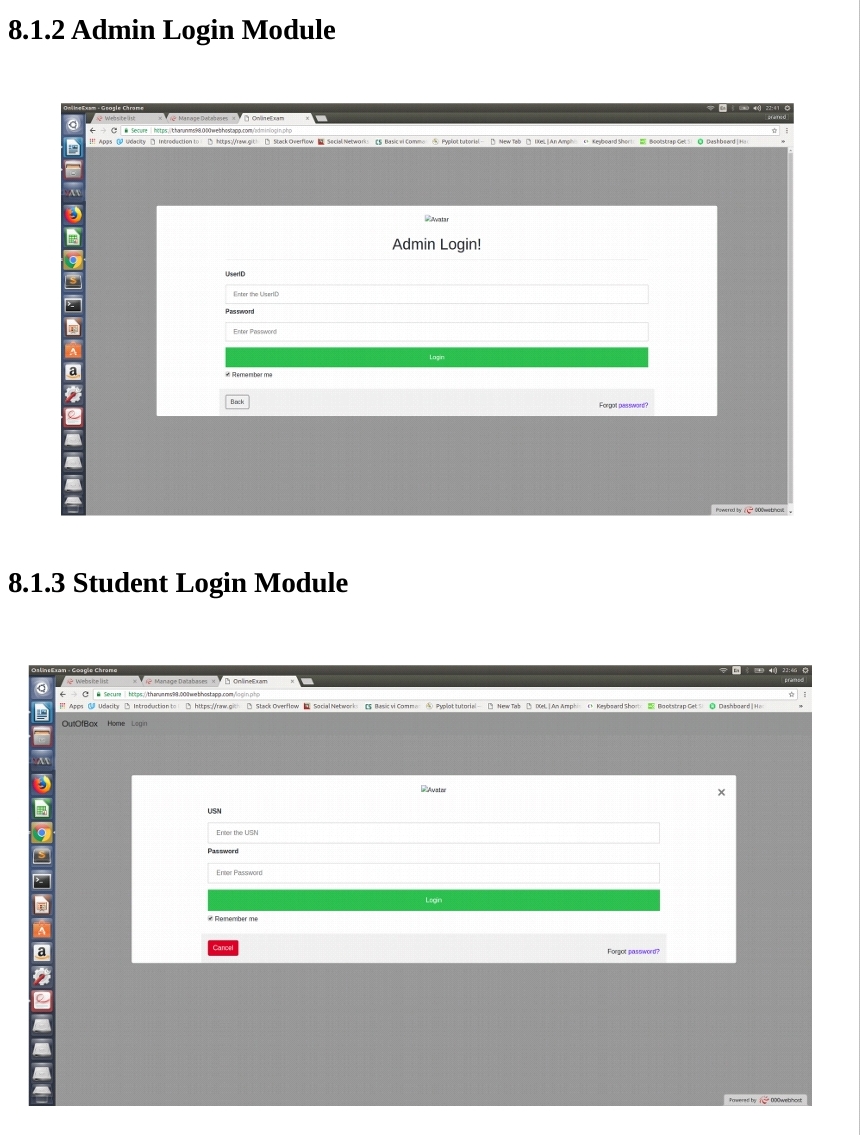 8.1.2 Admin Login Module
OnlineExam - Google Chrome
22:41
pramod
Website list × Manage Databases × OnlineExam ×
Secure https://tharunms98.000webhostapp.com/adminlogin.php
Apps Udacity Introduction to https://raw.git Stack Overflow Social Network Basic vi Comma Pyplot tutorial New Tab IXeL | An Amphi Keyboard Short Bootstrap Get S Dashboard | Ha »
Avatar
Admin Login!
UserID
Enter the UserID
Password
Enter Password
Login
Remember me
Back
Forgot password?
Powered by 000webhost
8.1.3 Student Login Module
OnlineExam - Google Chrome
22:46
pramod
Website list × Manage Databases × OnlineExam ×
Secure https://tharunms98.000webhostapp.com/login.php
Apps Udacity Introduction to https://raw.git Stack Overflow Social Network Basic vi Comma Pyplot tutorial New Tab IXeL | An Amphi Keyboard Short Bootstrap Get S Dashboard | Ha »
OutOfBox Home Login
Avatar
×
USN
Enter the USN
Password
Enter Password
Login
Remember me
Cancel
Forgot password?
Powered by 000webhost